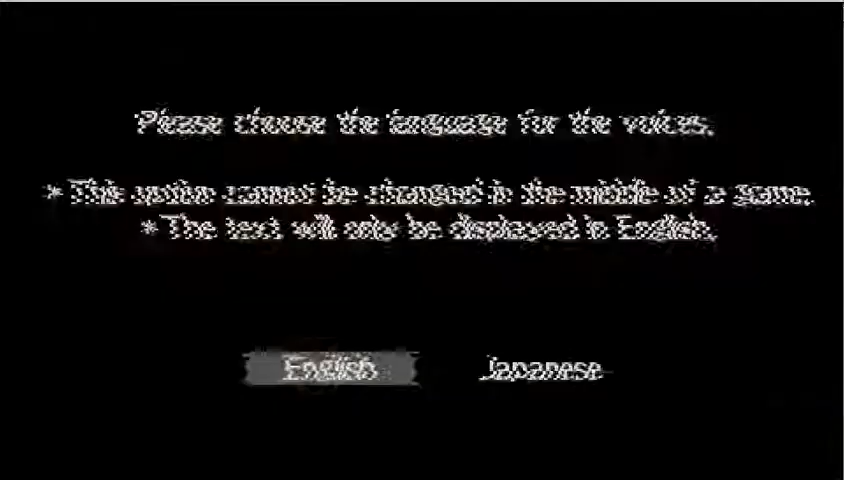 Please choose the language for the voices.
* This option cannot be changed in the middle of a game.
* The text will only be displayed in English.
English Japanese